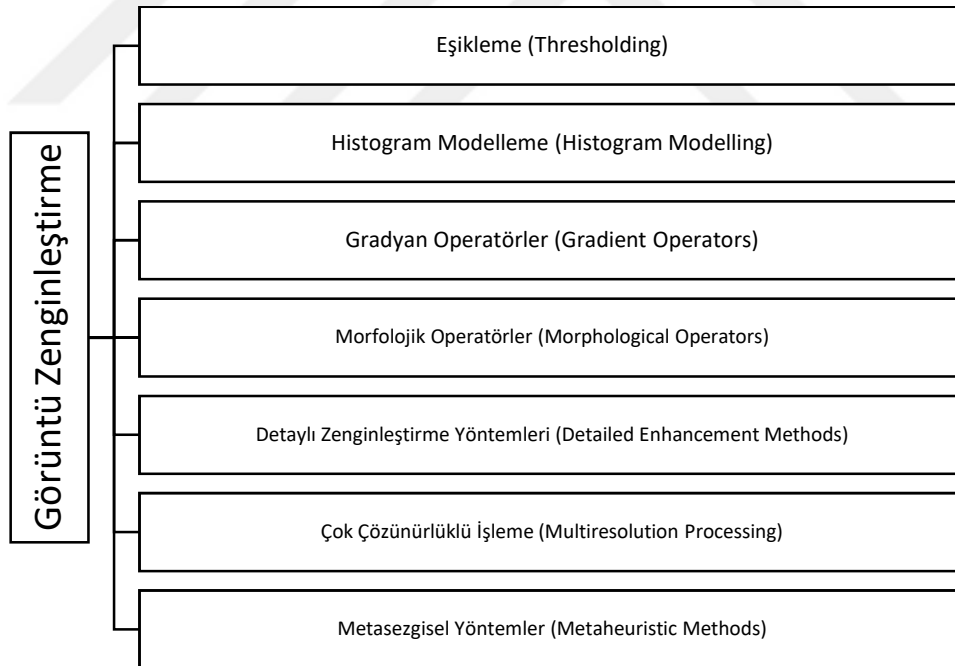 Görüntü Zenginleştirme
Eşikleme (Thresholding)
Histogram Modelleme (Histogram Modelling)
Gradyan Operatörler (Gradient Operators)
Morfolojik Operatörler (Morphological Operators)
Detaylı Zenginleştirme Yöntemleri (Detailed Enhancement Methods)
Çok Çözünürlüklü İşleme (Multiresolution Processing)
Metasezgisel Yöntemler (Metaheuristic Methods)